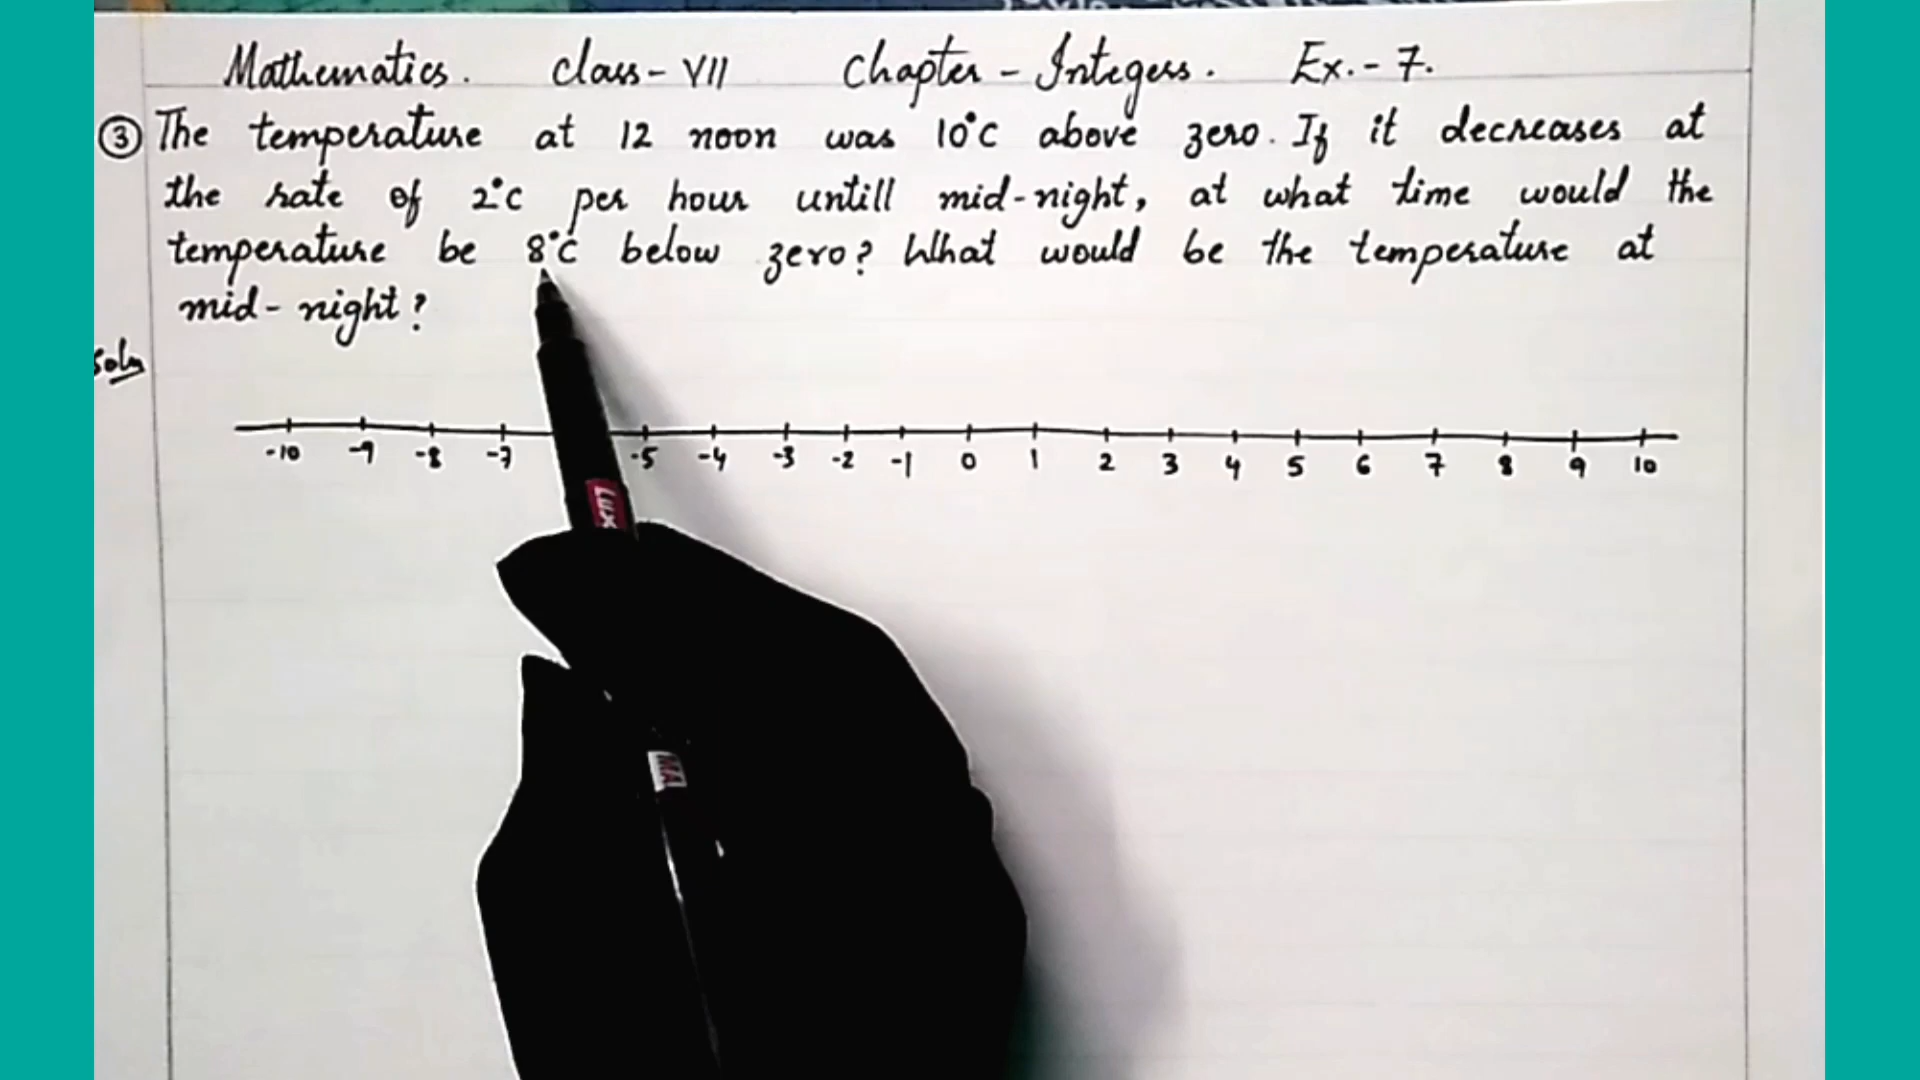 Mathematics. Class-VII Chapter - Integers. Ex.-7.
③ The temperature at 12 noon was 10°C above zero. If it decreases at
the rate of 2°C per hour untill mid-night, at what time would the
temperature be 8°C below zero? What would be the temperature at
mid-night?
Soln
-10 -9 -8 -7 -5 -4 -3 -2 -1 0 1 2 3 4 5 6 7 8 9 10